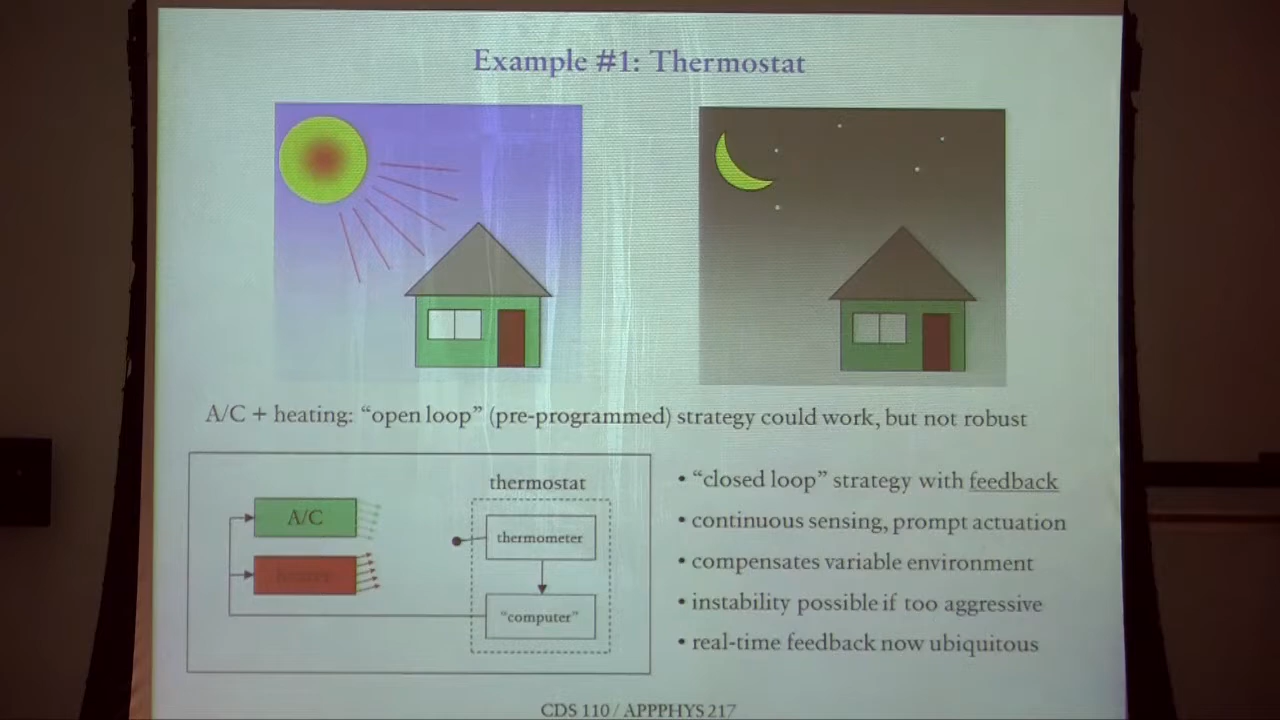 Example #1: Thermostat
A/C + heating: “open loop” (pre-programmed) strategy could work, but not robust
thermostat
A/C
thermometer
“computer”
• “closed loop” strategy with feedback
• continuous sensing, prompt actuation
• compensates variable environment
• instability possible if too aggressive
• real-time feedback now ubiquitous
CDS 110 / APPPHYS 217